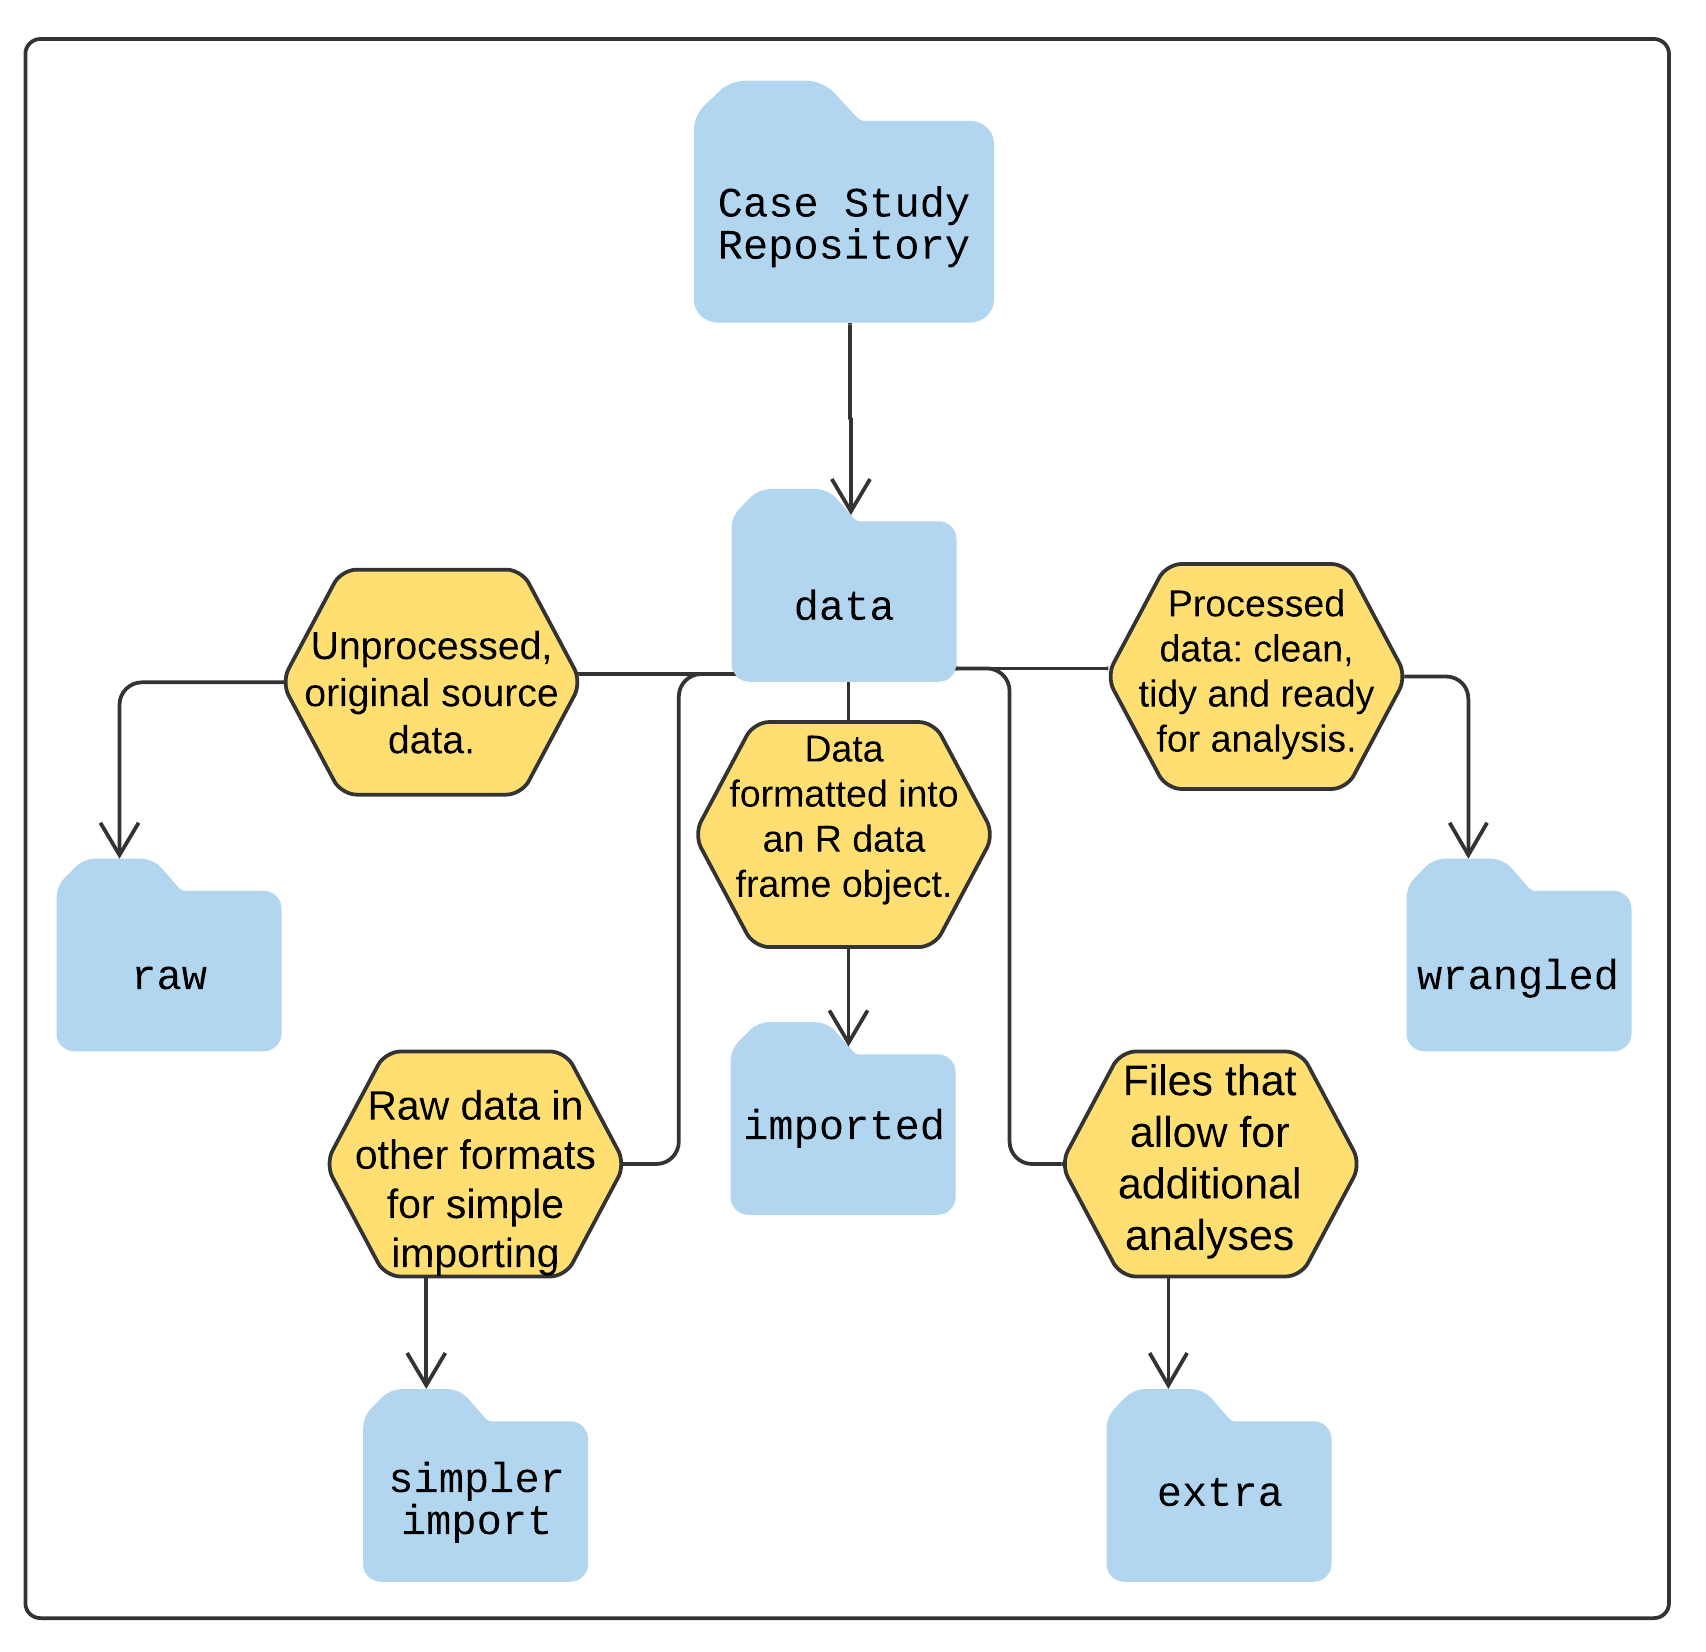 Case Study
Repository
data
Unprocessed,
original source
data.
Processed
data: clean,
tidy and ready
for analysis.
Data
formatted into
an R data
frame object.
raw
wrangled
imported
Raw data in
other formats
for simple
importing
Files that
allow for
additional
analyses
simpler
import
extra